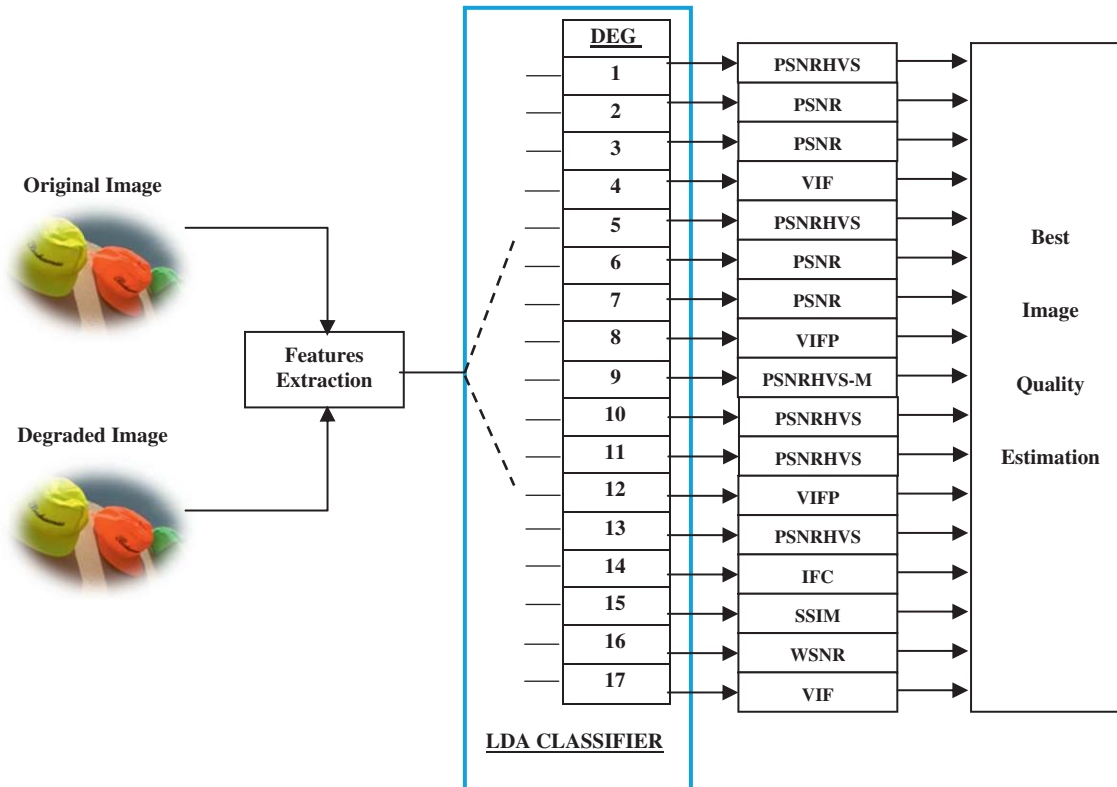 Original Image
Degraded Image
Features
Extraction
DEG
1
2
3
4
5
6
7
8
9
10
11
12
13
14
15
16
17
LDA CLASSIFIER
PSNRHVS
PSNR
PSNR
VIF
PSNRHVS
PSNR
PSNR
VIFP
PSNRHVS-M
PSNRHVS
PSNRHVS
VIFP
PSNRHVS
IFC
SSIM
WSNR
VIF
Best
Image
Quality
Estimation